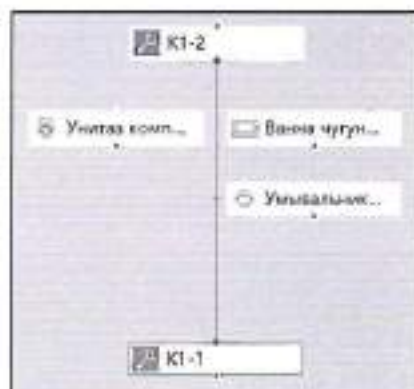 К1-2
Унитаз комп...
Ванна чугун...
Умывальник...
К1-1